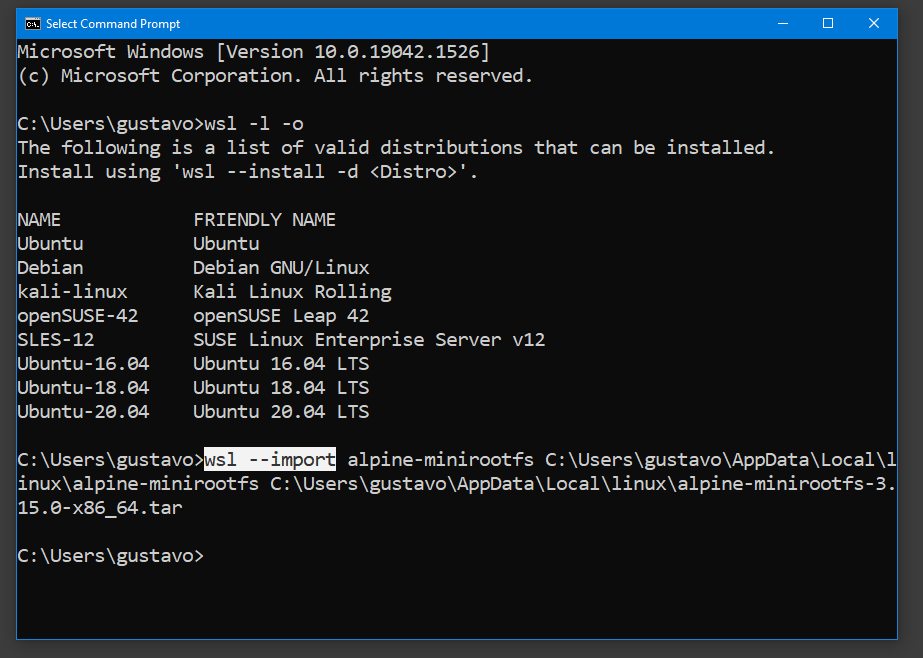 Select Command Prompt
Microsoft Windows [Version 10.0.19042.1526]
(c) Microsoft Corporation. All rights reserved.
C:\Users\gustavo>wsl -l -o
The following is a list of valid distributions that can be installed.
Install using 'wsl --install -d <Distro>'.
NAME            FRIENDLY NAME
Ubuntu          Ubuntu
Debian          Debian GNU/Linux
kali-linux      Kali Linux Rolling
openSUSE-42     openSUSE Leap 42
SLES-12         SUSE Linux Enterprise Server v12
Ubuntu-16.04    Ubuntu 16.04 LTS
Ubuntu-18.04    Ubuntu 18.04 LTS
Ubuntu-20.04    Ubuntu 20.04 LTS
C:\Users\gustavo>wsl --import alpine-minirootfs C:\Users\gustavo\AppData\Local\l
inux\alpine-minirootfs C:\Users\gustavo\AppData\Local\linux\alpine-minirootfs-3.
15.0-x86_64.tar
C:\Users\gustavo>